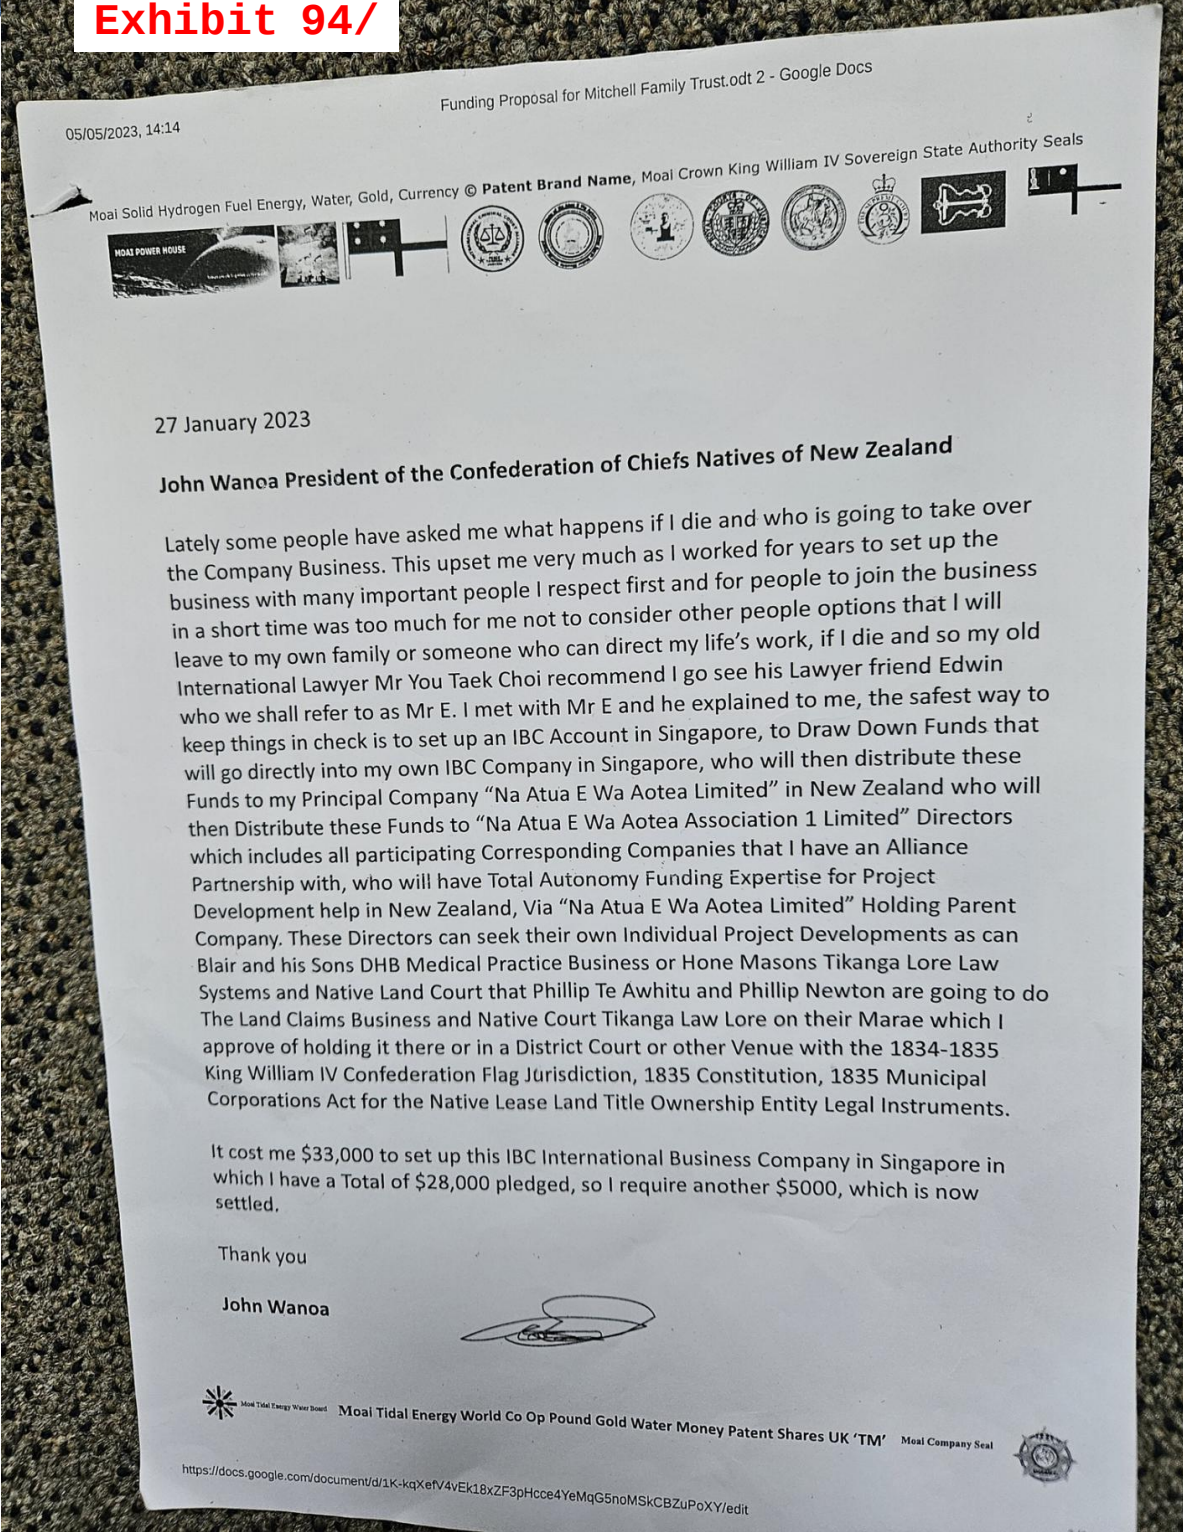 Exhibit 94/
05/05/2023, 14:14
Funding Proposal for Mitchell Family Trust.odt 2 - Google Docs
Moai Solid Hydrogen Fuel Energy, Water, Gold, Currency © Patent Brand Name, Moai Crown King William IV Sovereign State Authority Seals
MOAI POWER HOUSE
27 January 2023
John Wanoa President of the Confederation of Chiefs Natives of New Zealand
Lately some people have asked me what happens if I die and who is going to take over
the Company Business. This upset me very much as I worked for years to set up the
business with many important people I respect first and for people to join the business
in a short time was too much for me not to consider other people options that I will
leave to my own family or someone who can direct my life's work, if I die and so my old
International Lawyer Mr You Taek Choi recommend I go see his Lawyer friend Edwin
who we shall refer to as Mr E. I met with Mr E and he explained to me, the safest way to
keep things in check is to set up an IBC Account in Singapore, to Draw Down Funds that
will go directly into my own IBC Company in Singapore, who will then distribute these
Funds to my Principal Company “Na Atua E Wa Aotea Limited” in New Zealand who will
then Distribute these Funds to “Na Atua E Wa Aotea Association 1 Limited” Directors
which includes all participating Corresponding Companies that I have an Alliance
Partnership with, who will have Total Autonomy Funding Expertise for Project
Development help in New Zealand, Via “Na Atua E Wa Aotea Limited” Holding Parent
Company. These Directors can seek their own Individual Project Developments as can
Blair and his Sons DHB Medical Practice Business or Hone Masons Tikanga Lore Law
Systems and Native Land Court that Phillip Te Awhitu and Phillip Newton are going to do
The Land Claims Business and Native Court Tikanga Law Lore on their Marae which I
approve of holding it there or in a District Court or other Venue with the 1834-1835
King William IV Confederation Flag Jurisdiction, 1835 Constitution, 1835 Municipal
Corporations Act for the Native Lease Land Title Ownership Entity Legal Instruments.
It cost me $33,000 to set up this IBC International Business Company in Singapore in
which I have a Total of $28,000 pledged, so I require another $5000, which is now
settled.
Thank you
John Wanoa
Moai Tidal Energy Water Board Moai Tidal Energy World Co Op Pound Gold Water Money Patent Shares UK ‘TM’ Moai Company Seal
https://docs.google.com/document/d/1K-kqXefV4vEk18xZF3pHcce4YeMqG5noMSkCBZuPoXY/edit